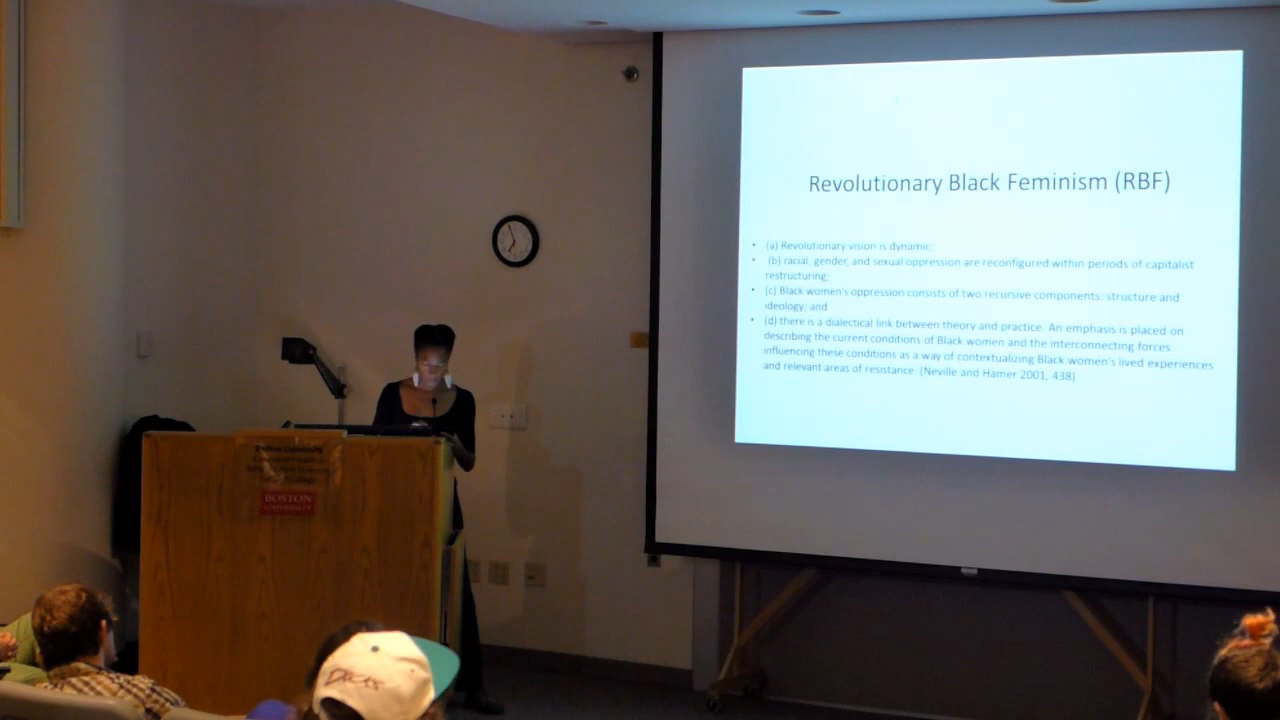 Revolutionary Black Feminism (RBF)
• (a) Revolutionary vision is dynamic;
• (b) racial, gender, and sexual oppression are reconfigured within periods of capitalist
restructuring;
• (c) Black women's oppression consists of two recursive components: structure and
ideology; and
• (d) there is a dialectical link between theory and practice. An emphasis is placed on
describing the current conditions of Black women and the interconnecting forces
influencing these conditions as a way of contextualizing Black women's lived experiences
and relevant areas of resistance. (Neville and Hamer 2001, 438)
Boston University
BOSTON
UNIVERSITY